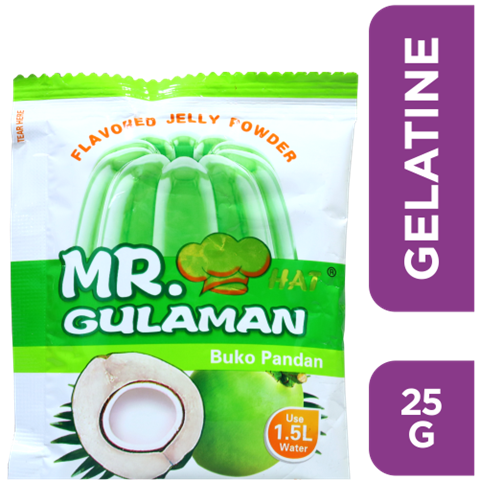 TEAR HERE
FLAVORED JELLY POWDER
MR. HAT ®
GULAMAN
Buko Pandan
Use
1.5L
Water
GELATINE
25
G